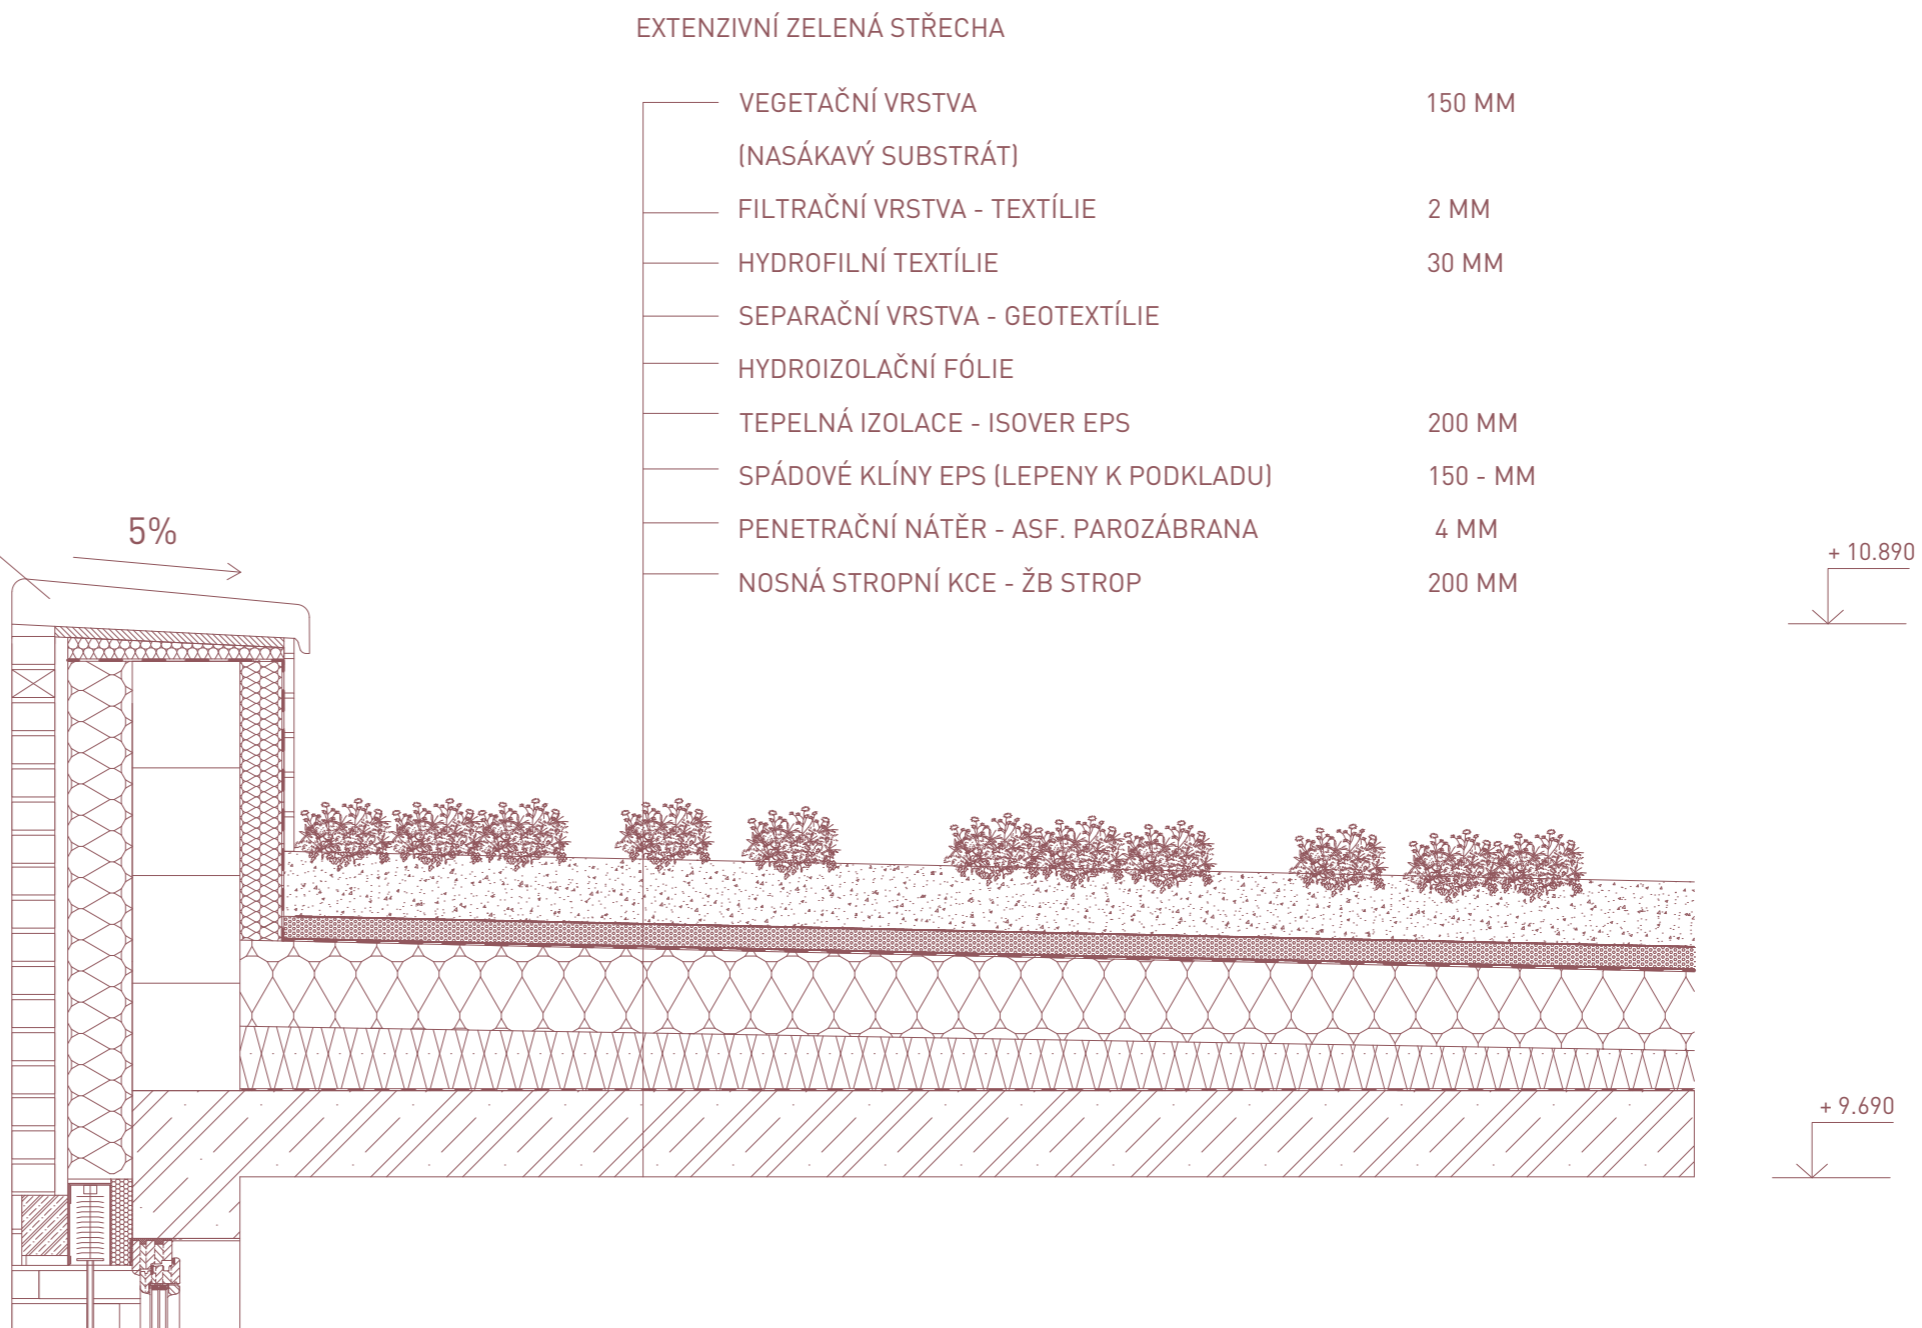 EXTENZIVNÍ ZELENÁ STŘECHA
VEGETAČNÍ VRSTVA 150 MM
(NASÁKAVÝ SUBSTRÁT)
FILTRAČNÍ VRSTVA - TEXTÍLIE 2 MM
HYDROFILNÍ TEXTÍLIE 30 MM
SEPARAČNÍ VRSTVA - GEOTEXTÍLIE
HYDROIZOLAČNÍ FÓLIE
TEPELNÁ IZOLACE - ISOVER EPS 200 MM
SPÁDOVÉ KLÍNY EPS (LEPENY K PODKLADU) 150 - MM
PENETRAČNÍ NÁTĚR - ASF. PAROZÁBRANA 4 MM
NOSNÁ STROPNÍ KCE - ŽB STROP 200 MM
5%
+ 10.890
+ 9.690